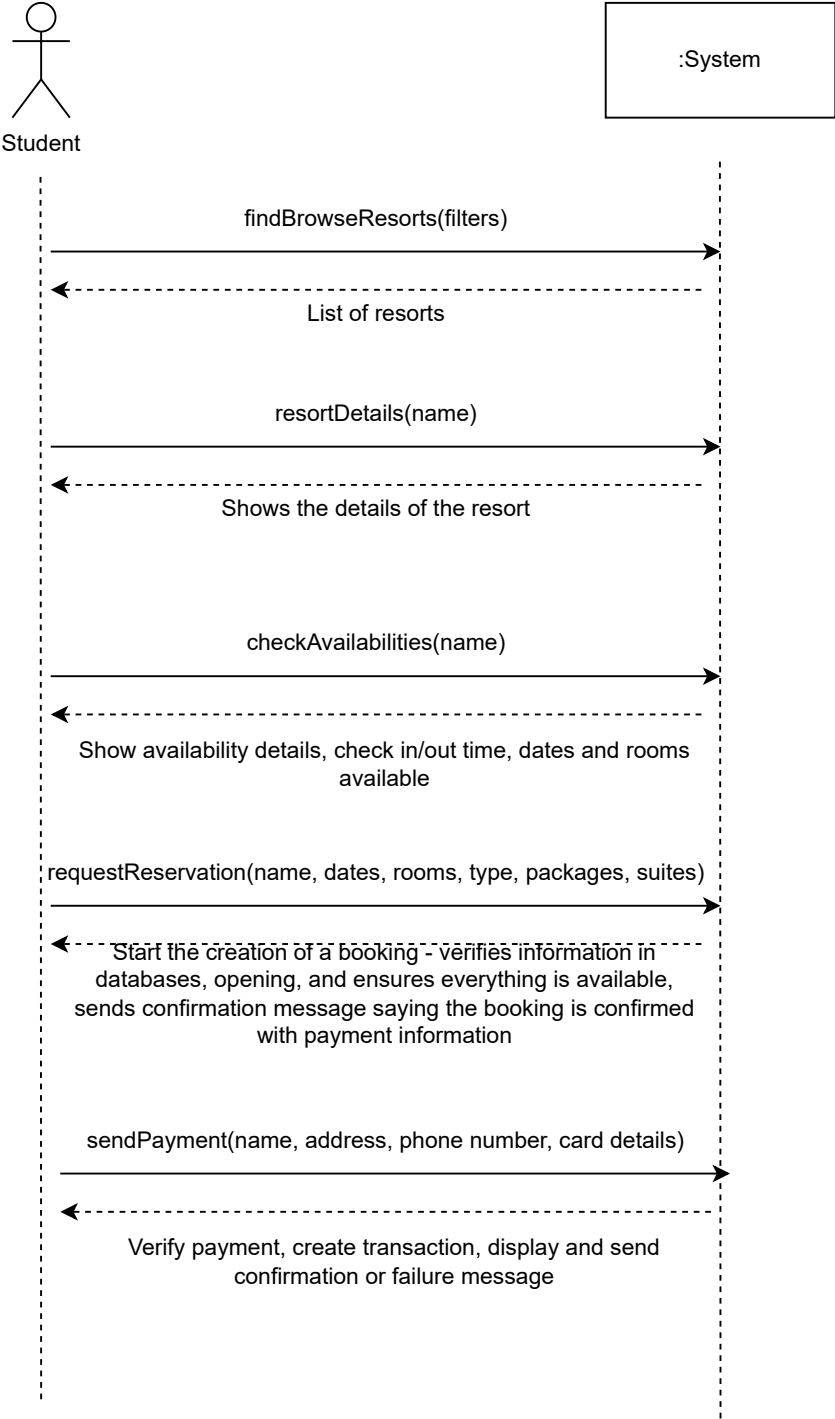 Student
:System
findBrowseResorts(filters)
List of resorts
resortDetails(name)
Shows the details of the resort
checkAvailabilities(name)
Show availability details, check in/out time, dates and rooms
available
requestReservation(name, dates, rooms, type, packages, suites)
Start the creation of a booking - verifies information in
databases, opening, and ensures everything is available,
sends confirmation message saying the booking is confirmed
with payment information
sendPayment(name, address, phone number, card details)
Verify payment, create transaction, display and send
confirmation or failure message